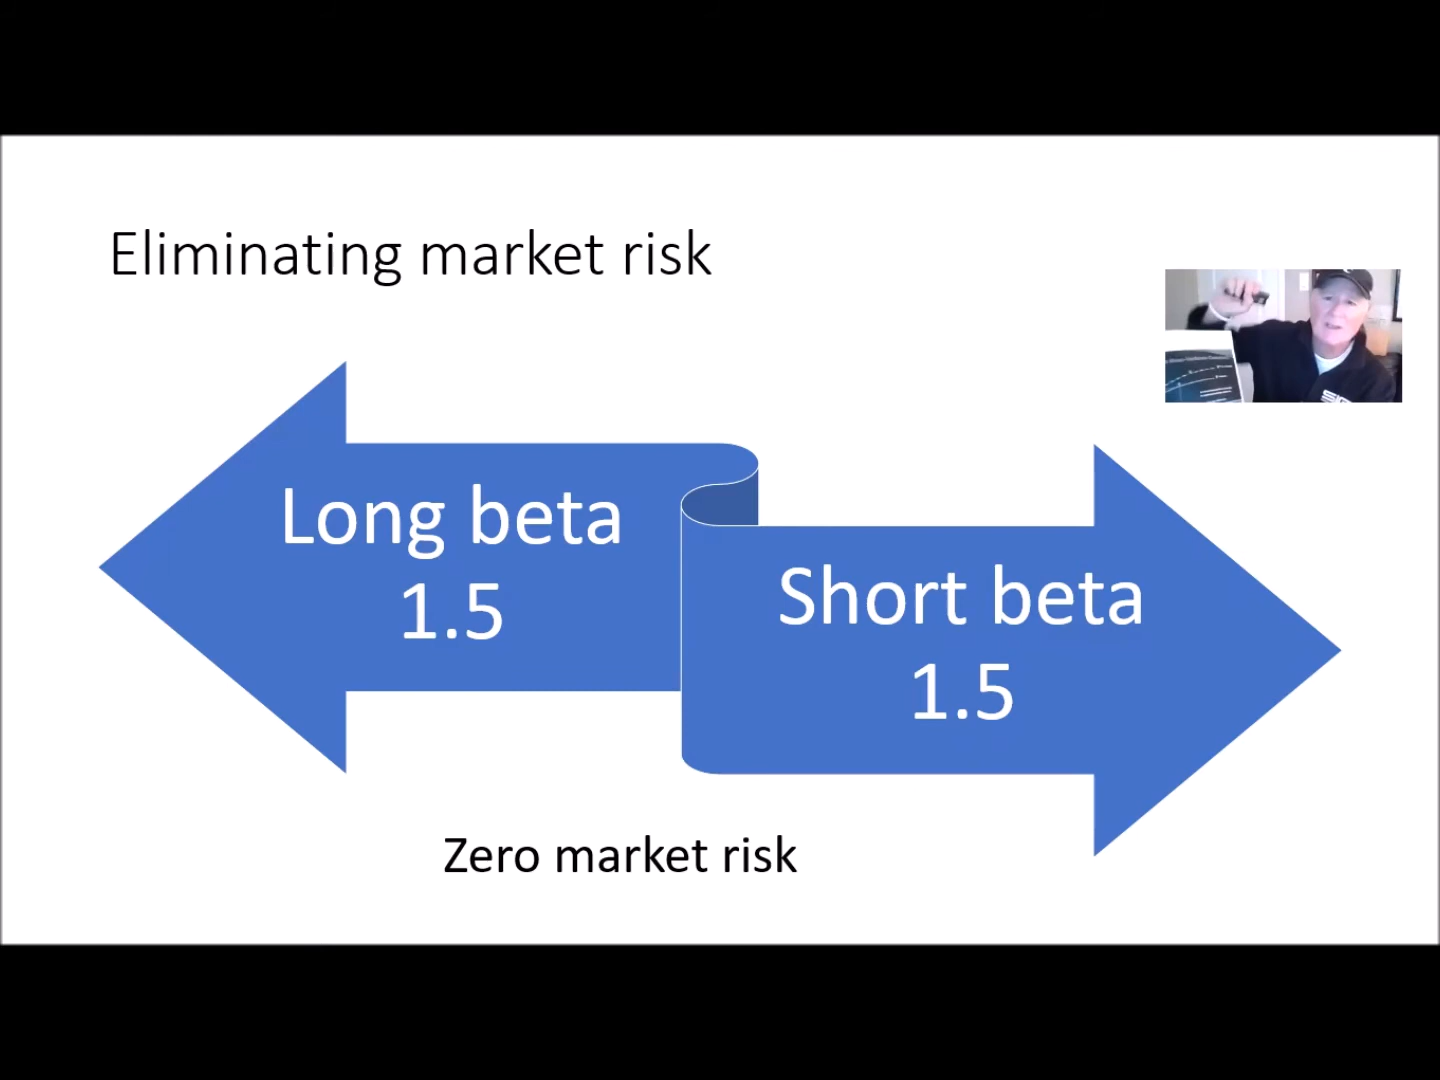 Eliminating market risk
Long beta
1.5
Short beta
1.5
Zero market risk